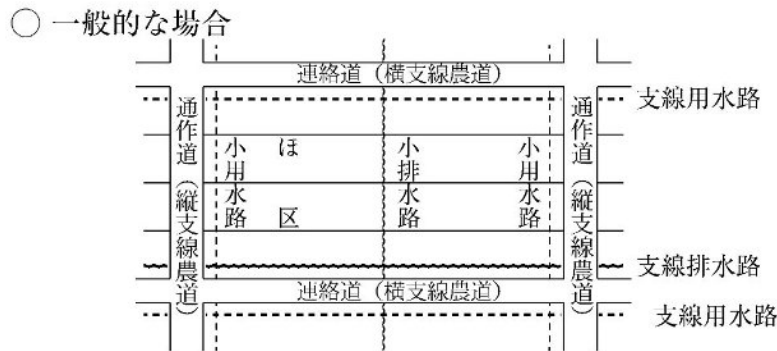 ○ 一般的な場合
連絡道（横支線農道）
支線用水路
通作道（縦支線農道）
小用水路
ほ区
小排水路
小用水路
通作道（縦支線農道）
支線排水路
連絡道（横支線農道）
支線用水路